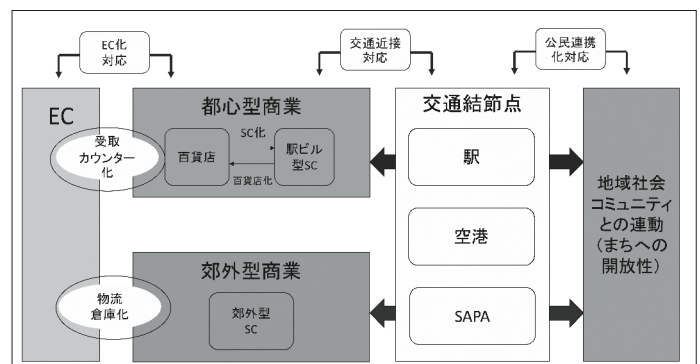 EC化
対応
交通近接
対応
公民連携
化対応
EC
都心型商業
交通結節点
受取
カウンター
化
百貨店
SC化
百貨店化
駅ビル
型SC
駅
地域社会
コミュニティ
との連動
(まちへの
開放性)
空港
郊外型商業
物流
倉庫化
郊外型
SC
SAPA